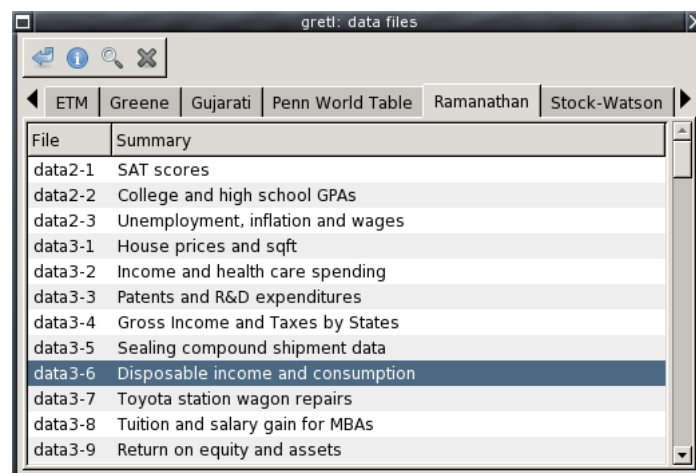 gretl: data files
ETM Greene Gujarati Penn World Table Ramanathan Stock-Watson
File Summary
data2-1 SAT scores
data2-2 College and high school GPAs
data2-3 Unemployment, inflation and wages
data3-1 House prices and sqft
data3-2 Income and health care spending
data3-3 Patents and R&D expenditures
data3-4 Gross Income and Taxes by States
data3-5 Sealing compound shipment data
data3-6 Disposable income and consumption
data3-7 Toyota station wagon repairs
data3-8 Tuition and salary gain for MBAs
data3-9 Return on equity and assets